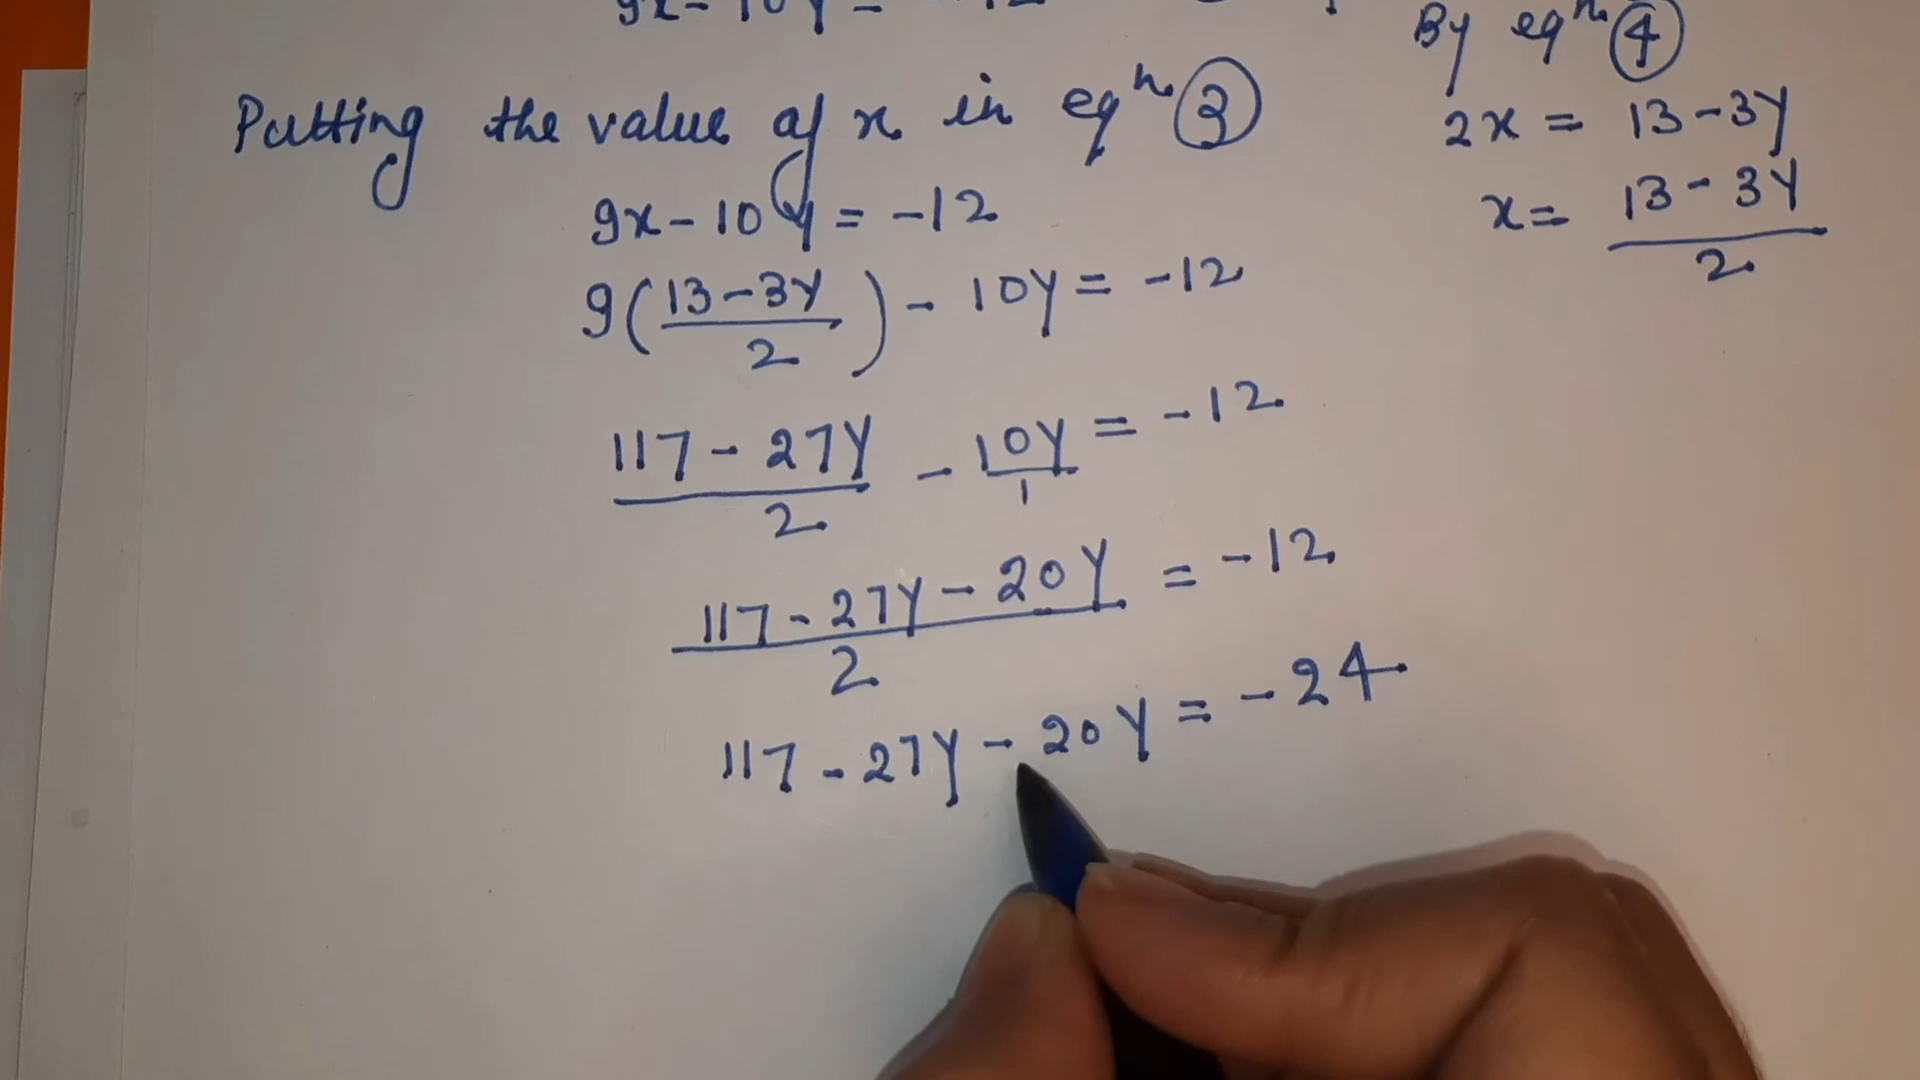 9x - 10y =
By eqn 4
Putting the value of x in eqn 3
2x = 13 - 3y
9x - 10y = -12
x = 13 - 3y / 2
9(13 - 3y / 2) - 10y = -12
117 - 27y / 2 - 10y / 1 = -12
117 - 27y - 20y / 2 = -12
117 - 27y - 20y = -24